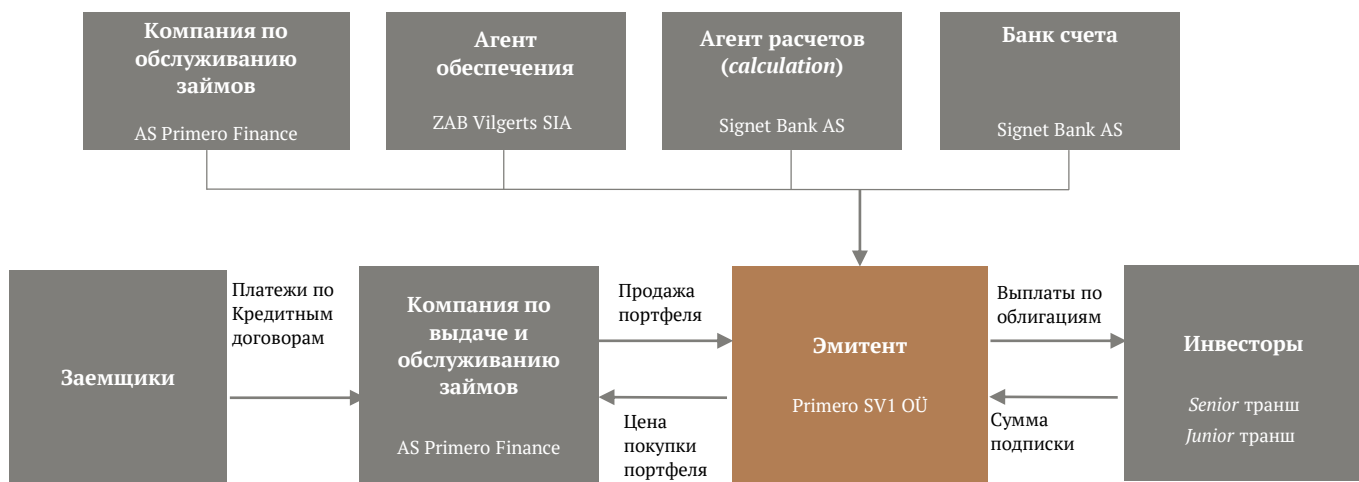 Компания по
обслуживанию
займов
AS Primero Finance
Агент
обеспечения
ZAB Vilgerts SIA
Агент расчетов
(calculation)
Signet Bank AS
Банк счета
Signet Bank AS
Заемщики
Платежи по
Кредитным
договорам
Компания по
выдаче и
обслуживанию
займов
AS Primero Finance
Продажа
портфеля
Цена
покупки
портфеля
Эмитент
Primero SV1 OÜ
Выплаты по
облигациям
Сумма
подписки
Инвесторы
Senior транш
Junior транш